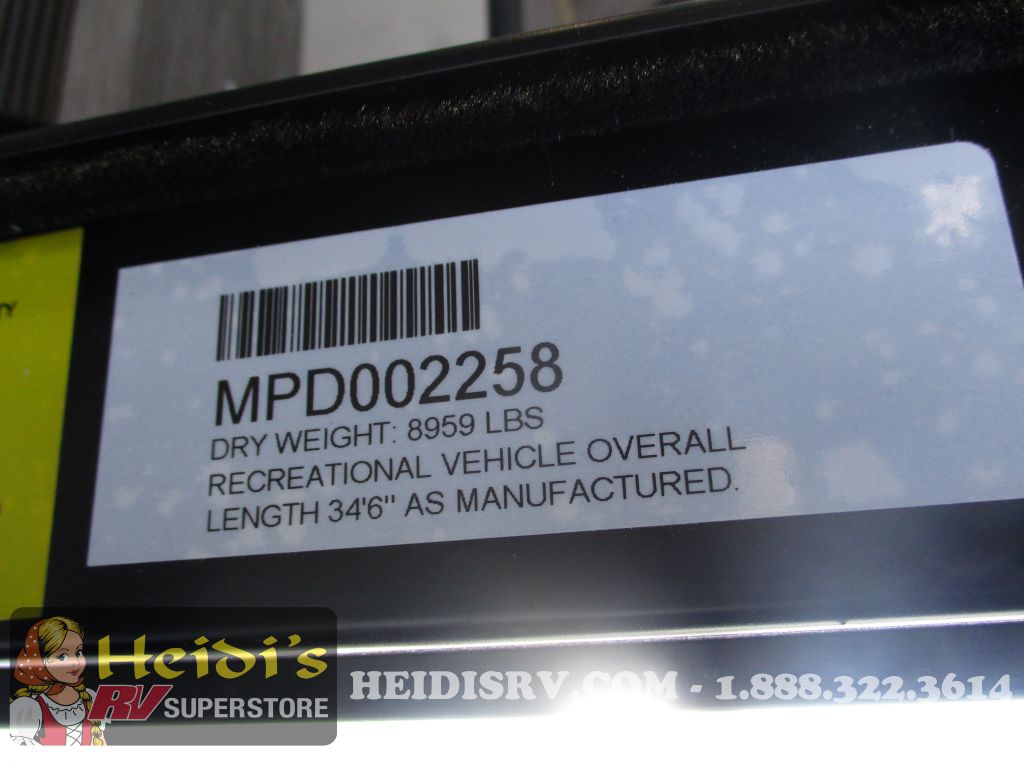 TY
MPD002258
DRY WEIGHT: 8959 LBS
RECREATIONAL VEHICLE OVERALL
LENGTH 34'6" AS MANUFACTURED.
Heidi's
RV SUPERSTORE
HEIDISRV.COM - 1.888.322.3614